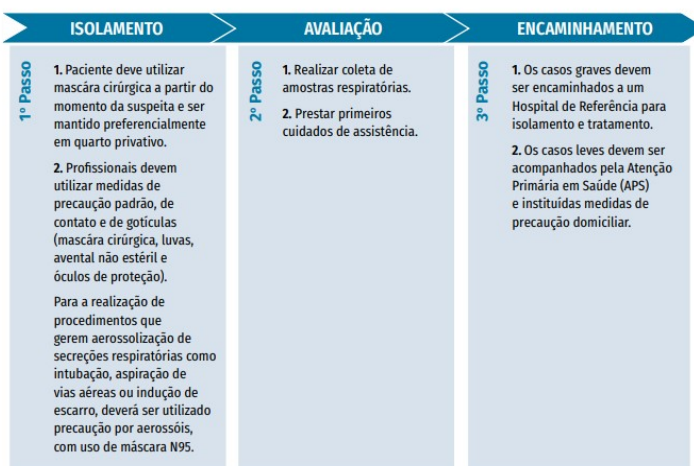 ISOLAMENTO
1º Passo
1. Paciente deve utilizar
mascára cirúrgica a partir do
momento da suspeita e ser
mantido preferencialmente
em quarto privativo.
2. Profissionais devem
utilizar medidas de
precaução padrão, de
contato e de gotículas
(mascára cirúrgica, luvas,
avental não estéril e
óculos de proteção).
Para a realização de
procedimentos que
gerem aerossolização de
secreções respiratórias como
intubação, aspiração de
vias aéreas ou indução de
escarro, deverá ser utilizado
precaução por aerossóis,
com uso de máscara N95.
AVALIAÇÃO
2º Passo
1. Realizar coleta de
amostras respiratórias.
2. Prestar primeiros
cuidados de assistência.
ENCAMINHAMENTO
3º Passo
1. Os casos graves devem
ser encaminhados a um
Hospital de Referência para
isolamento e tratamento.
2. Os casos leves devem ser
acompanhados pela Atenção
Primária em Saúde (APS)
e instituídas medidas de
precaução domiciliar.